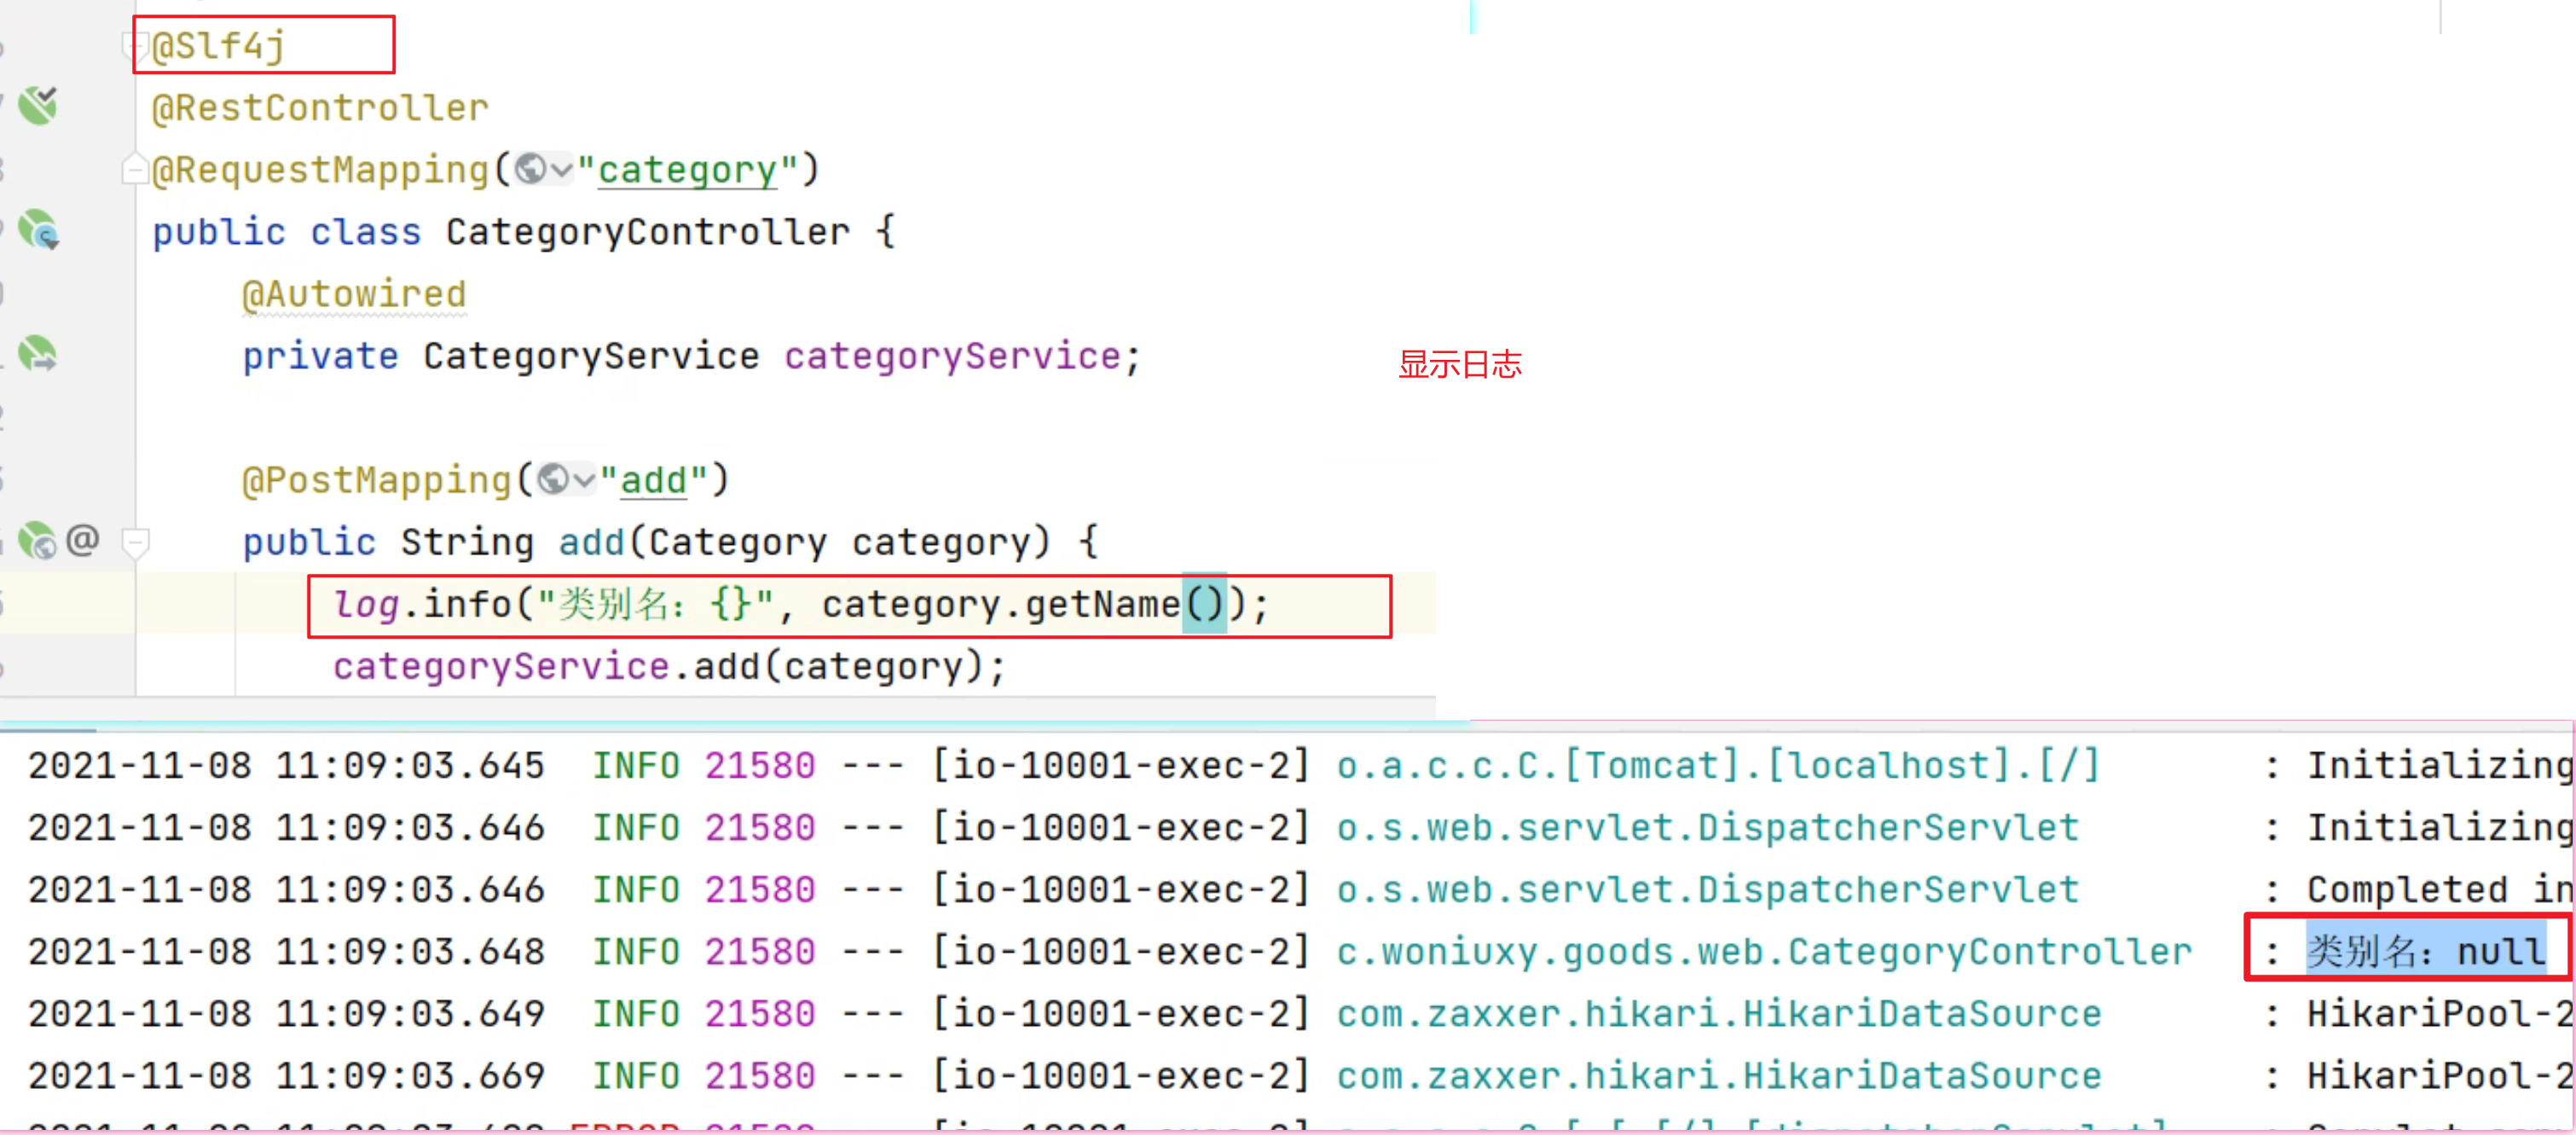 @Slf4j
@RestController
@RequestMapping("category")
public class CategoryController {
@Autowired
private CategoryService categoryService;
显示日志
@PostMapping("add")
@
public String add(Category category) {
log.info("类别名：{}", category.getName());
categoryService.add(category);
2021-11-08 11:09:03.645 INFO 21580 --- [io-10001-exec-2] o.a.c.c.C.[Tomcat].[localhost].[/] : Initializing
2021-11-08 11:09:03.646 INFO 21580 --- [io-10001-exec-2] o.s.web.servlet.DispatcherServlet : Initializing
2021-11-08 11:09:03.646 INFO 21580 --- [io-10001-exec-2] o.s.web.servlet.DispatcherServlet : Completed in
2021-11-08 11:09:03.648 INFO 21580 --- [io-10001-exec-2] c.woniuxy.goods.web.CategoryController : 类别名：null
2021-11-08 11:09:03.649 INFO 21580 --- [io-10001-exec-2] com.zaxxer.hikari.HikariDataSource : HikariPool-2
2021-11-08 11:09:03.669 INFO 21580 --- [io-10001-exec-2] com.zaxxer.hikari.HikariDataSource : HikariPool-2